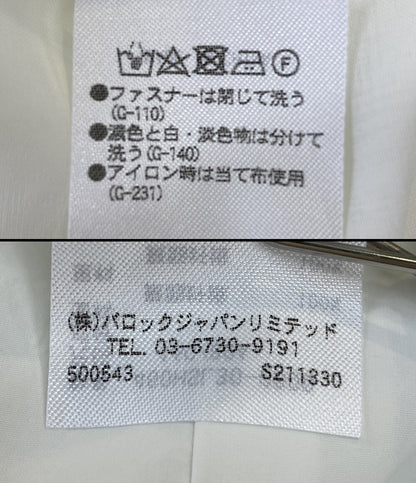 ●ファスナーは閉じて洗う
(G-110)
●濃色と白・淡色物は分けて
洗う(G-140)
●アイロン時は当て布使用
(G-231)
(株)バロックジャパンリミテッド
TEL. 03-6730-9191
500543 S211330